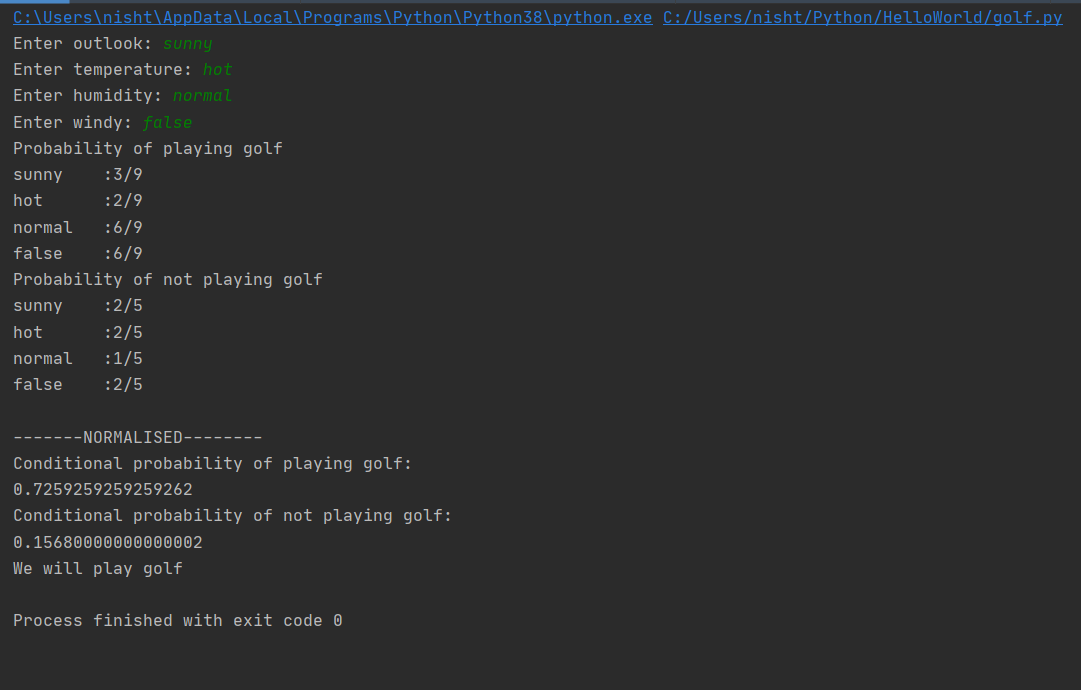 C:\Users\nisht\AppData\Local\Programs\Python\Python38\python.exe C:/Users/nisht/Python/HelloWorld/golf.py
Enter outlook: sunny
Enter temperature: hot
Enter humidity: normal
Enter windy: false
Probability of playing golf
sunny    :3/9
hot      :2/9
normal   :6/9
false    :6/9
Probability of not playing golf
sunny    :2/5
hot      :2/5
normal   :1/5
false    :2/5
-------NORMALISED--------
Conditional probability of playing golf:
0.7259259259259262
Conditional probability of not playing golf:
0.15680000000000002
We will play golf
Process finished with exit code 0